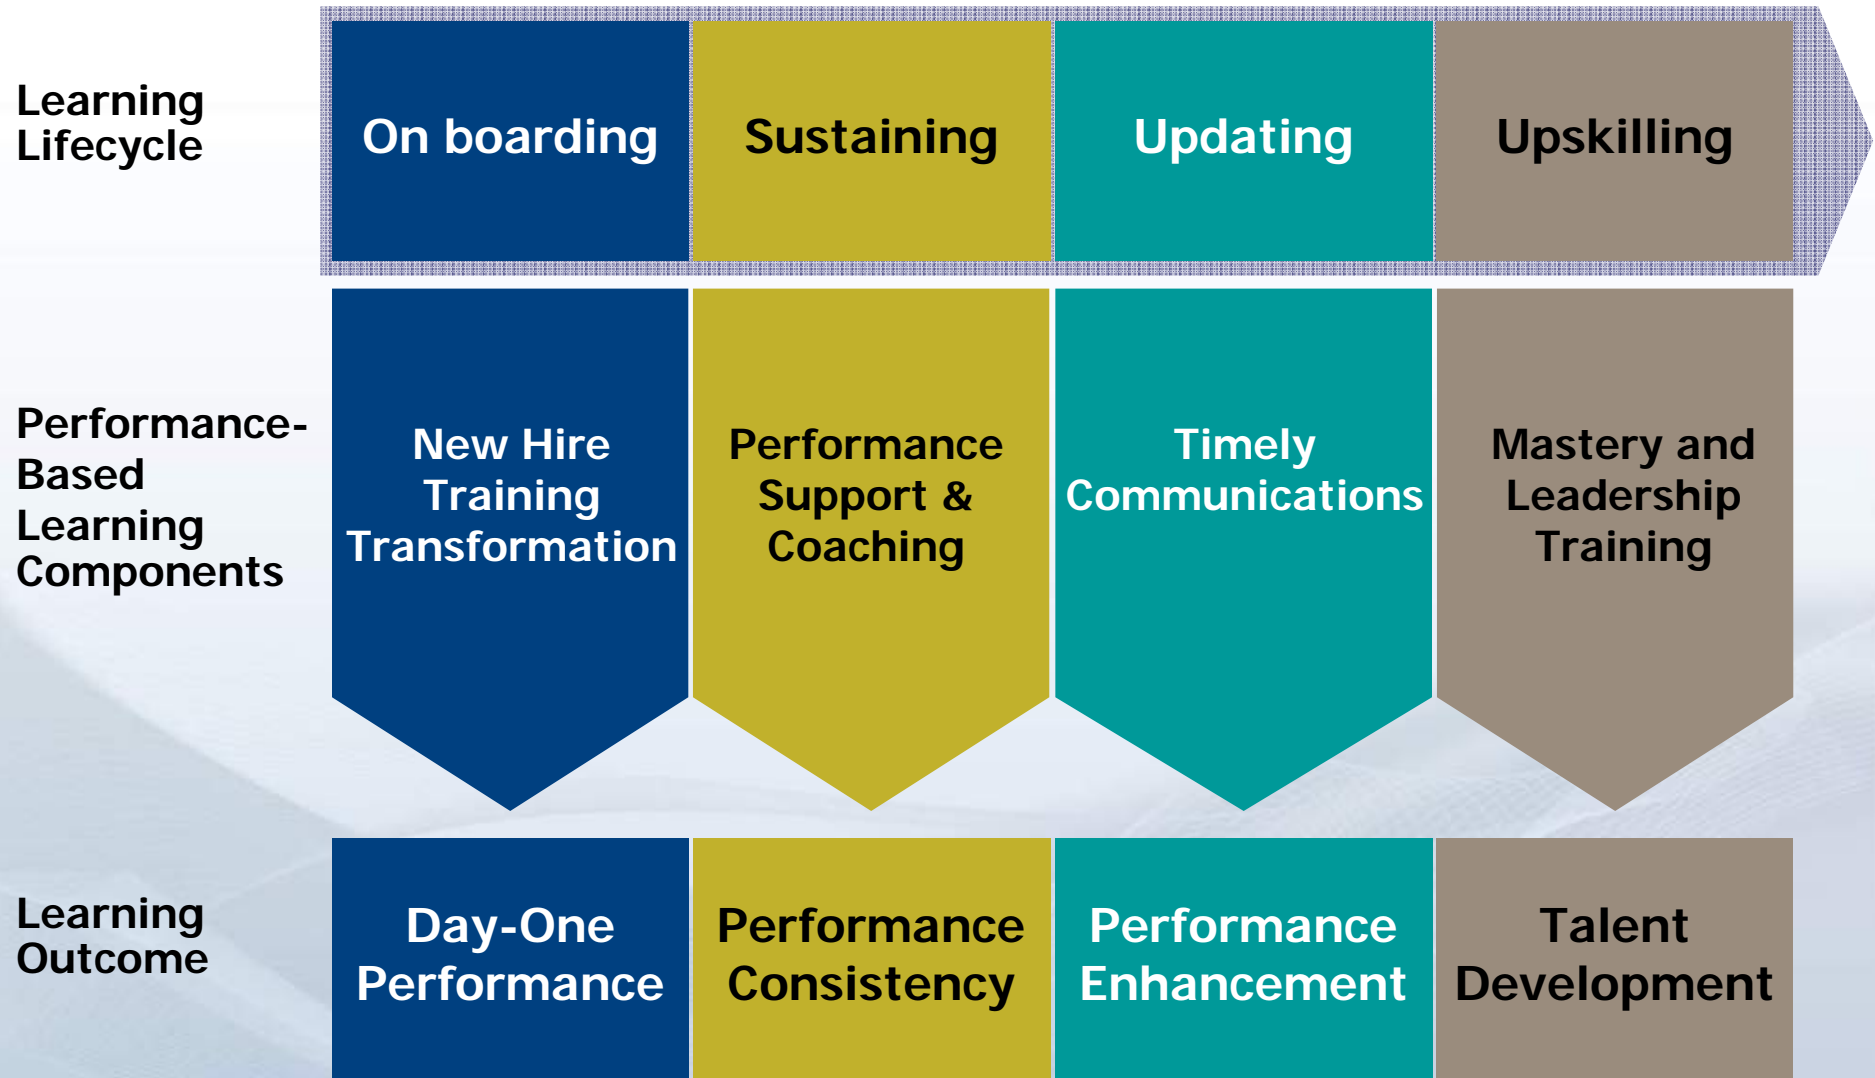 Learning
Lifecycle
On boarding
Sustaining
Updating
Upskilling
Performance-
Based
Learning
Components
New Hire
Training
Transformation
Performance
Support &
Coaching
Timely
Communications
Mastery and
Leadership
Training
Learning
Outcome
Day-One
Performance
Performance
Consistency
Performance
Enhancement
Talent
Development